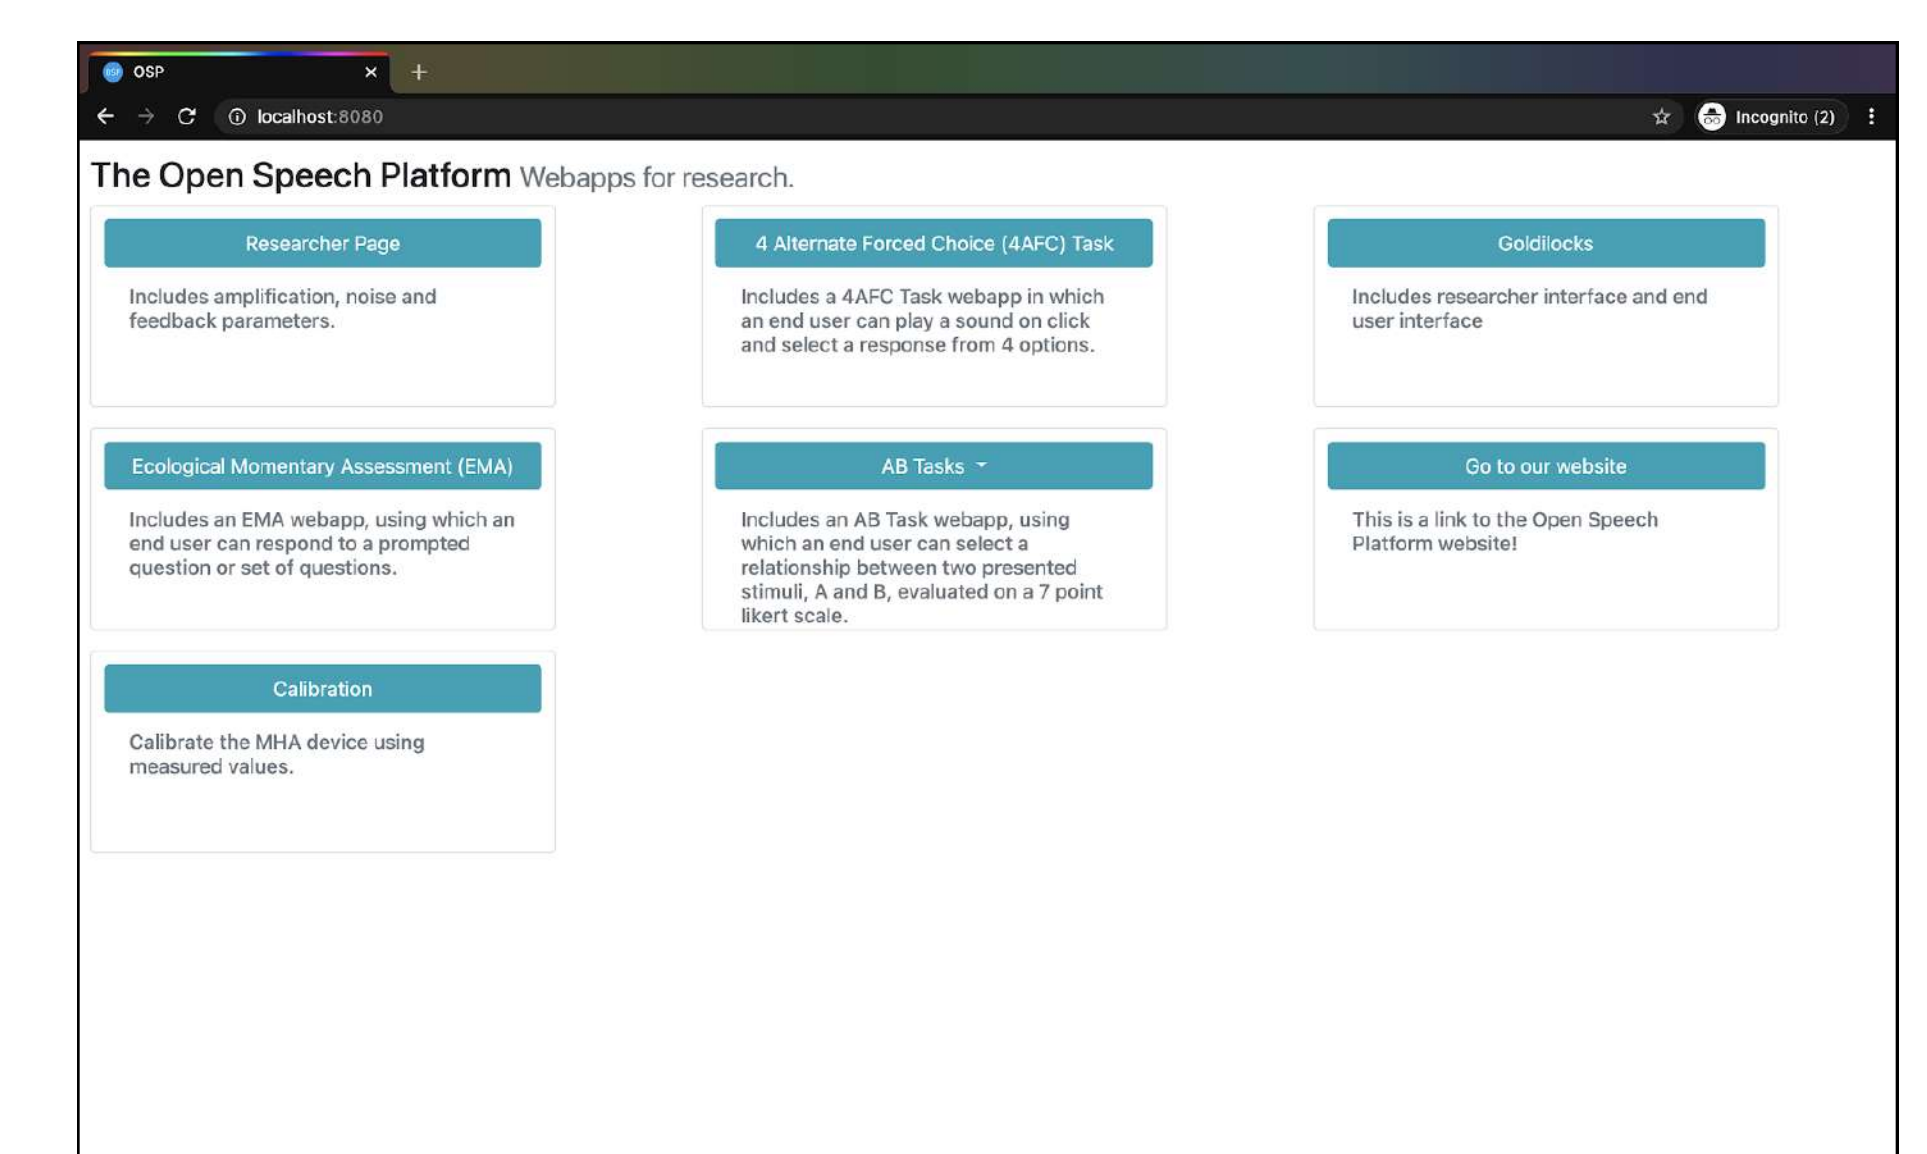 OSP
localhost:8080
Incognito (2)
The Open Speech Platform Webapps for research.
Researcher Page
Includes amplification, noise and
feedback parameters.
4 Alternate Forced Choice (4AFC) Task
Includes a 4AFC Task webapp in which
an end user can play a sound on click
and select a response from 4 options.
Goldilocks
Includes researcher interface and end
user interface
Ecological Momentary Assessment (EMA)
Includes an EMA webapp, using which an
end user can respond to a prompted
question or set of questions.
AB Tasks
Includes an AB Task webapp, using
which an end user can select a
relationship between two presented
stimuli, A and B, evaluated on a 7 point
likert scale.
Go to our website
This is a link to the Open Speech
Platform website!
Calibration
Calibrate the MHA device using
measured values.